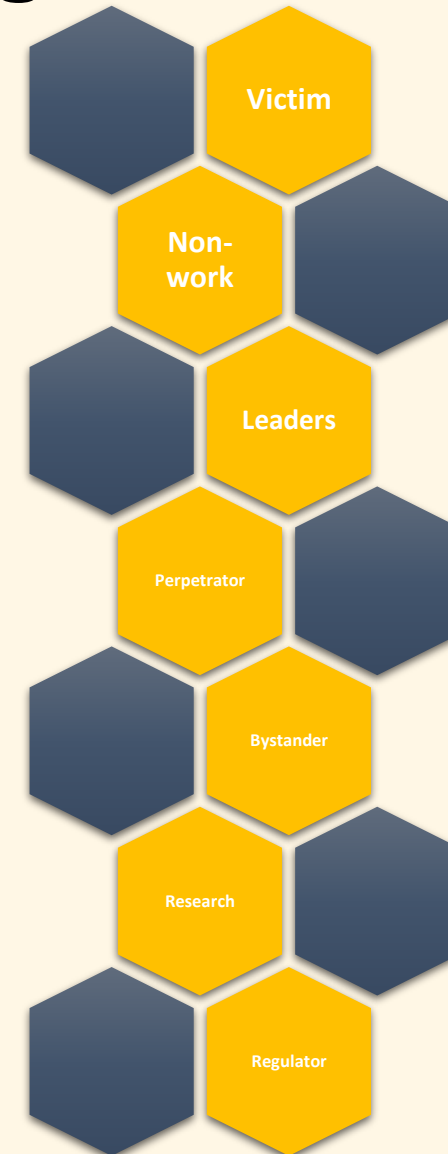 Victim
Non-
work
Leaders
Perpetrator
Bystander
Research
Regulator